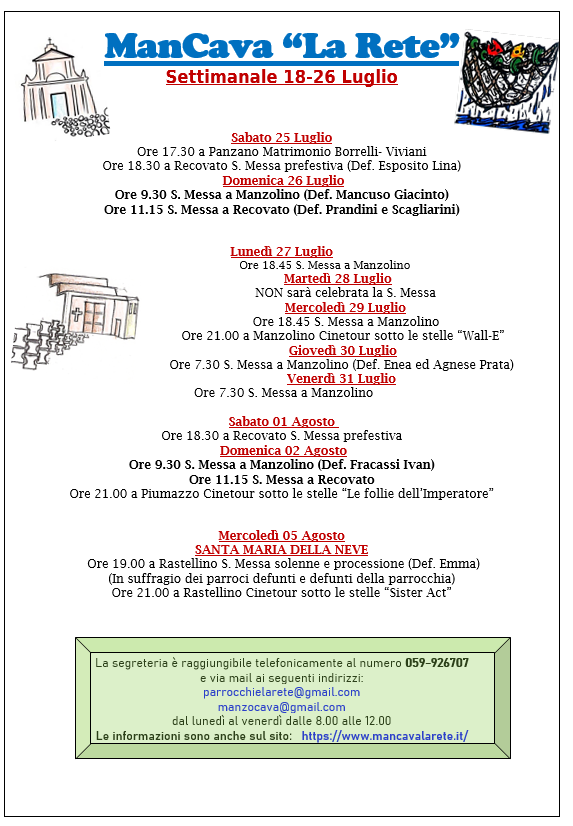 ManCava “La Rete”
Settimanale 18-26 Luglio
Sabato 25 Luglio
Ore 17.30 a Panzano Matrimonio Borrelli- Viviani
Ore 18.30 a Recovato S. Messa prefestiva (Def. Esposito Lina)
Domenica 26 Luglio
Ore 9.30 S. Messa a Manzolino (Def. Mancuso Giacinto)
Ore 11.15 S. Messa a Recovato (Def. Prandini e Scagliarini)
Lunedì 27 Luglio
Ore 18.45 S. Messa a Manzolino
Martedì 28 Luglio
NON sarà celebrata la S. Messa
Mercoledì 29 Luglio
Ore 18.45 S. Messa a Manzolino
Ore 21.00 a Manzolino Cinetour sotto le stelle “Wall-E”
Giovedì 30 Luglio
Ore 7.30 S. Messa a Manzolino (Def. Enea ed Agnese Prata)
Venerdì 31 Luglio
Ore 7.30 S. Messa a Manzolino
Sabato 01 Agosto
Ore 18.30 a Recovato S. Messa prefestiva
Domenica 02 Agosto
Ore 9.30 S. Messa a Manzolino (Def. Fracassi Ivan)
Ore 11.15 S. Messa a Recovato
Ore 21.00 a Piumazzo Cinetour sotto le stelle “Le follie dell’Imperatore”
Mercoledì 05 Agosto
SANTA MARIA DELLA NEVE
Ore 19.00 a Rastellino S. Messa solenne e processione (Def. Emma)
(In suffragio dei parroci defunti e defunti della parrocchia)
Ore 21.00 a Rastellino Cinetour sotto le stelle “Sister Act”
La segreteria è raggiungibile telefonicamente al numero 059-926707
e via mail ai seguenti indirizzi:
parrocchielarete@gmail.com
manzocava@gmail.com
dal lunedì al venerdì dalle 8.00 alle 12.00
Le informazioni sono anche sul sito: https://www.mancavalarete.it/